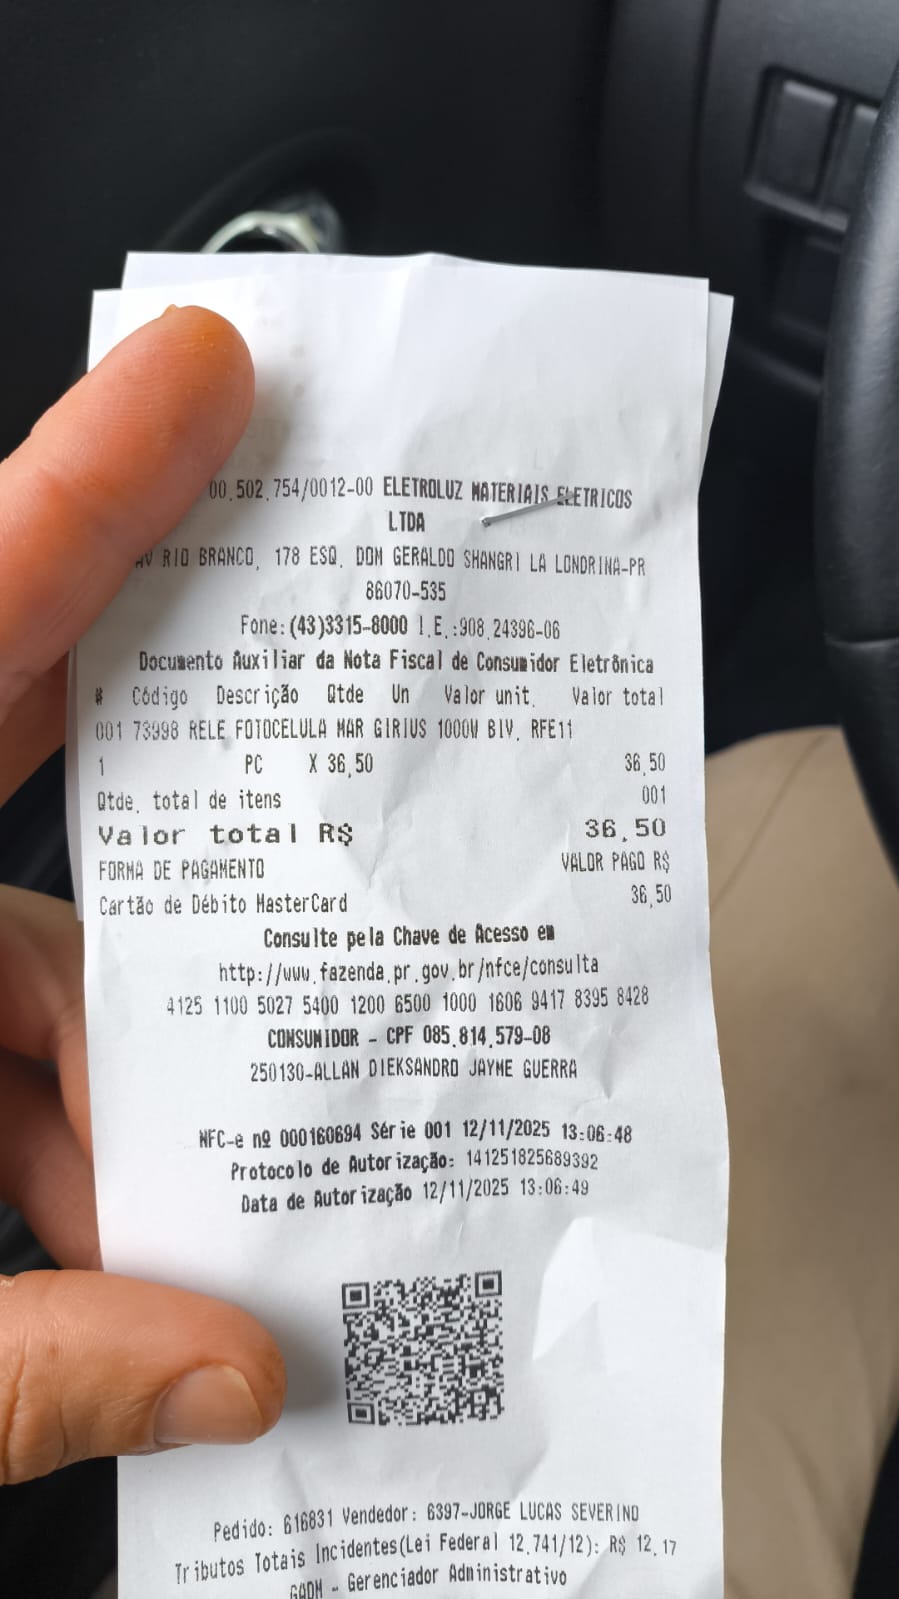 00.502.754/0012-00 ELETROLUZ MATERIAIS ELETRICOS
LTDA
AV RIO BRANCO, 178 ESQ. DOM GERALDO SHANGRI LA LONDRINA-PR
86070-535
Fone:(43)3315-8000 I.E.:908.24396-06
Documento Auxiliar da Nota Fiscal de Consumidor Eletrônica
# Código Descrição Qtde Un Valor unit. Valor total
001 73998 RELE FOTOCELULA MAR GIRIUS 1000W BIV. RFE11
1 PC X 36,50 36,50
Qtde. total de itens 001
Valor total R$ 36,50
FORMA DE PAGAMENTO VALOR PAGO R$
Cartão de Débito MasterCard 36,50
Consulte pela Chave de Acesso em
http://www.fazenda.pr.gov.br/nfce/consulta
4125 1100 5027 5400 1200 6500 1000 1606 9417 8395 8428
CONSUMIDOR - CPF 085.814.579-08
250130-ALLAN DIEKSANDRO JAYME GUERRA
NFC-e nº 000160694 Série 001 12/11/2025 13:06:48
Protocolo de Autorização: 141251825689392
Data de Autorização 12/11/2025 13:06:49
Pedido: 616831 Vendedor: 6397-JORGE LUCAS SEVERINO
Tributos Totais Incidentes(Lei Federal 12.741/12): R$ 12,17
GADM - Gerenciador Administrativo